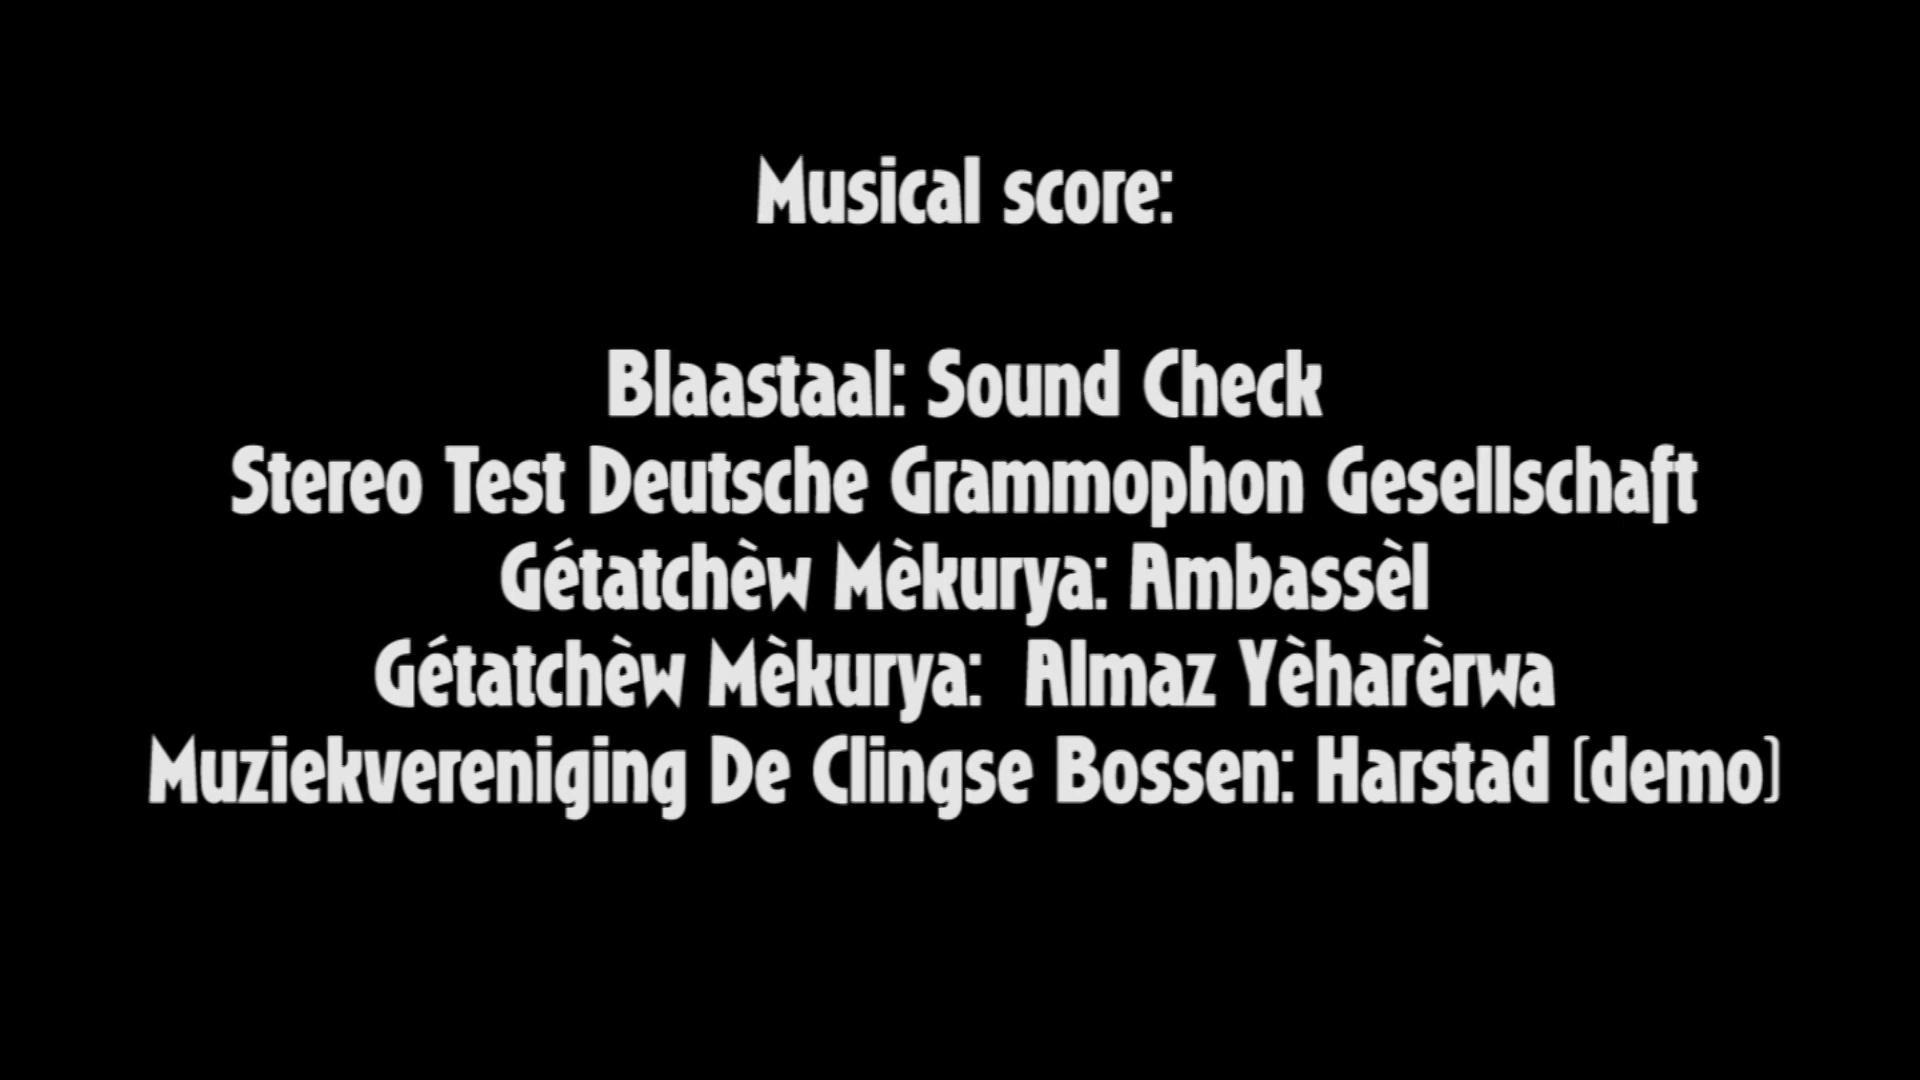 Musical score:
Blaastaal: Sound Check
Stereo Test Deutsche Grammophon Gesellschaft
Gétatchèw Mèkurya: Ambassèl
Gétatchèw Mèkurya: Almaz Yèharèrwa
Muziekvereniging De Clingse Bossen: Harstad (demo)